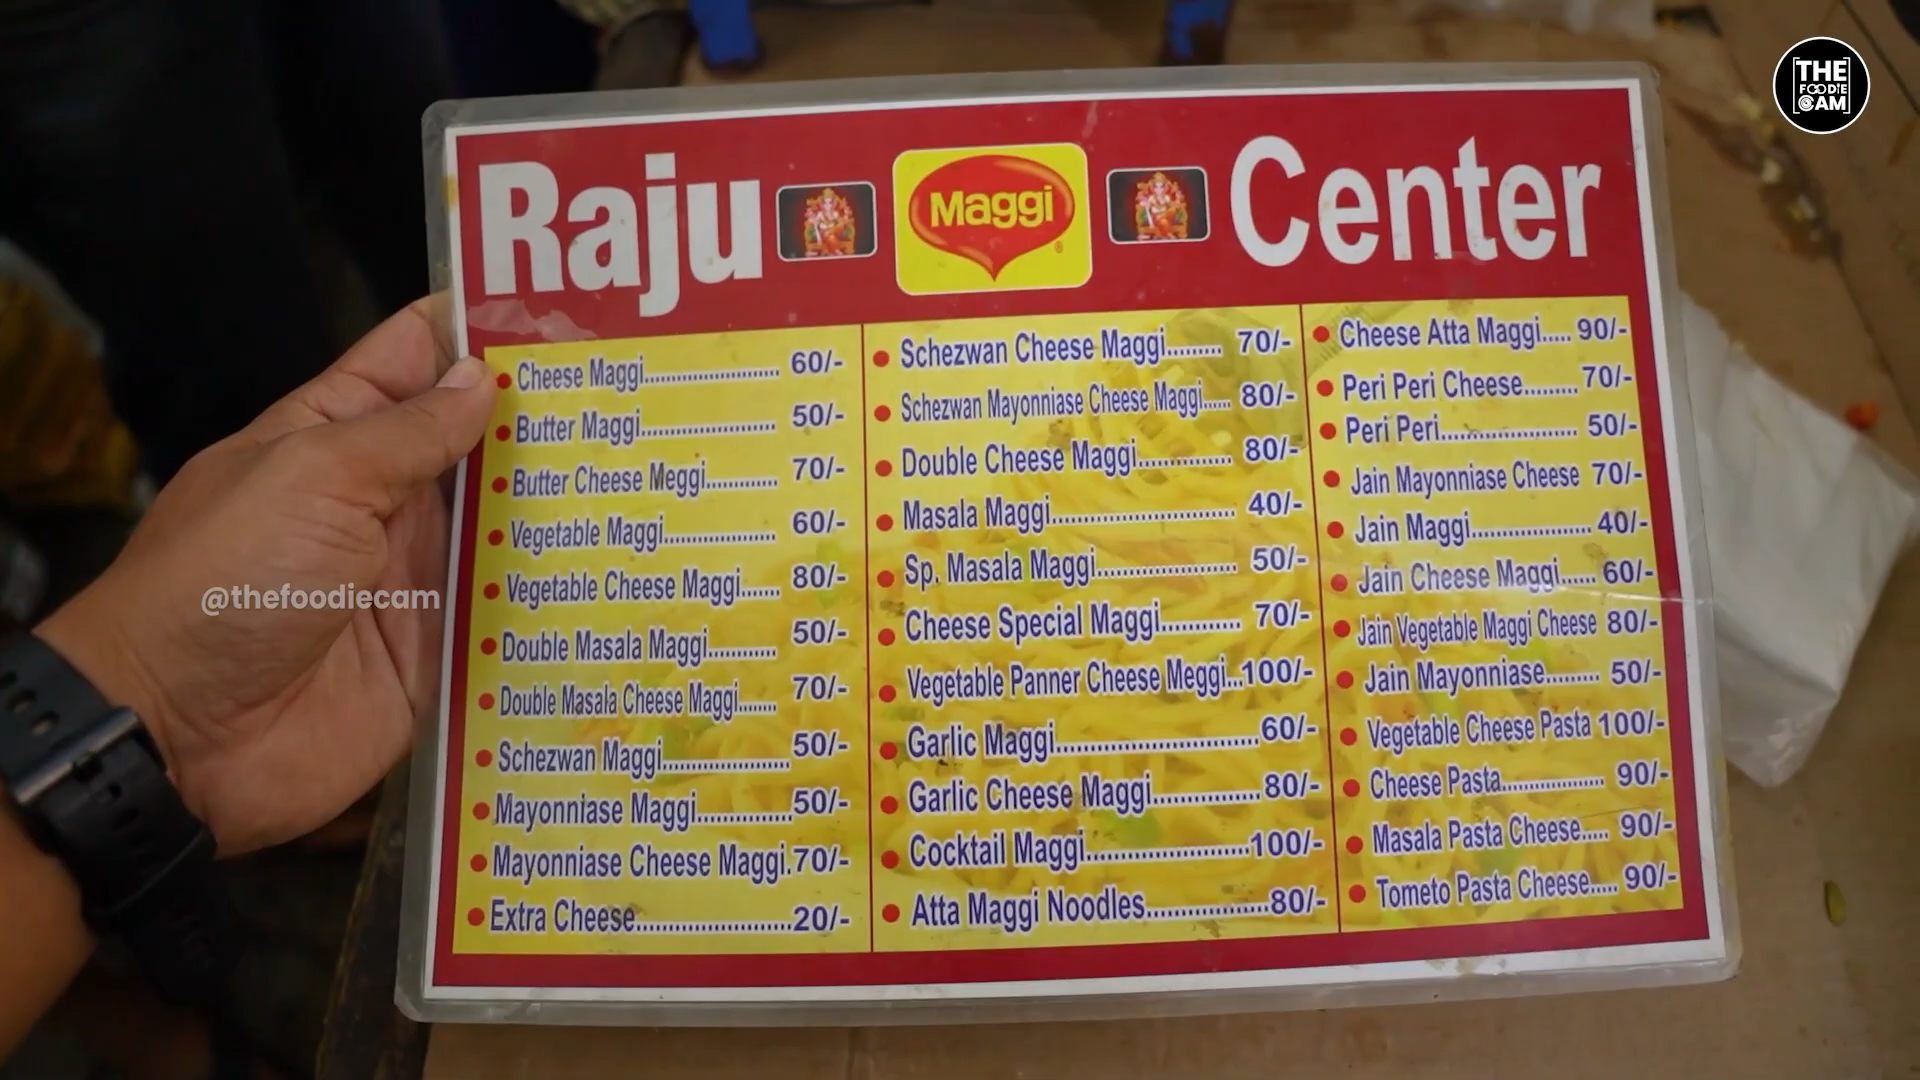 THE
FOODIE
CAM
Raju Maggi Center
Cheese Maggi........................ 60/-
Butter Maggi........................ 50/-
Butter Cheese Meggi............. 70/-
Vegetable Maggi................... 60/-
Vegetable Cheese Maggi....... 80/-
Double Masala Maggi............ 50/-
Double Masala Cheese Maggi....... 70/-
Schezwan Maggi......................50/-
Mayonniase Maggi................50/-
Mayonniase Cheese Maggi.70/-
Extra Cheese..........................20/-
Schezwan Cheese Maggi......... 70/-
Schezwan Mayonniase Cheese Maggi...... 80/-
Double Cheese Maggi.............. 80/-
Masala Maggi............................ 40/-
Sp. Masala Maggi..................... 50/-
Cheese Special Maggi............ 70/-
Vegetable Panner Cheese Meggi...100/-
Garlic Maggi..............................60/-
Garlic Cheese Maggi...............80/-
Cocktail Maggi........................100/-
Atta Maggi Noodles..................80/-
Cheese Atta Maggi..... 90/-
Peri Peri Cheese.........70/-
Peri Peri..................... 50/-
Jain Mayonniase Cheese 70/-
Jain Maggi.................. 40/-
Jain Cheese Maggi...... 60/-
Jain Vegetable Maggi Cheese 80/-
Jain Mayonniase......... 50/-
Vegetable Cheese Pasta 100/-
Cheese Pasta.................. 90/-
Masala Pasta Cheese..... 90/-
Tometo Pasta Cheese..... 90/-
@thefoodiecam